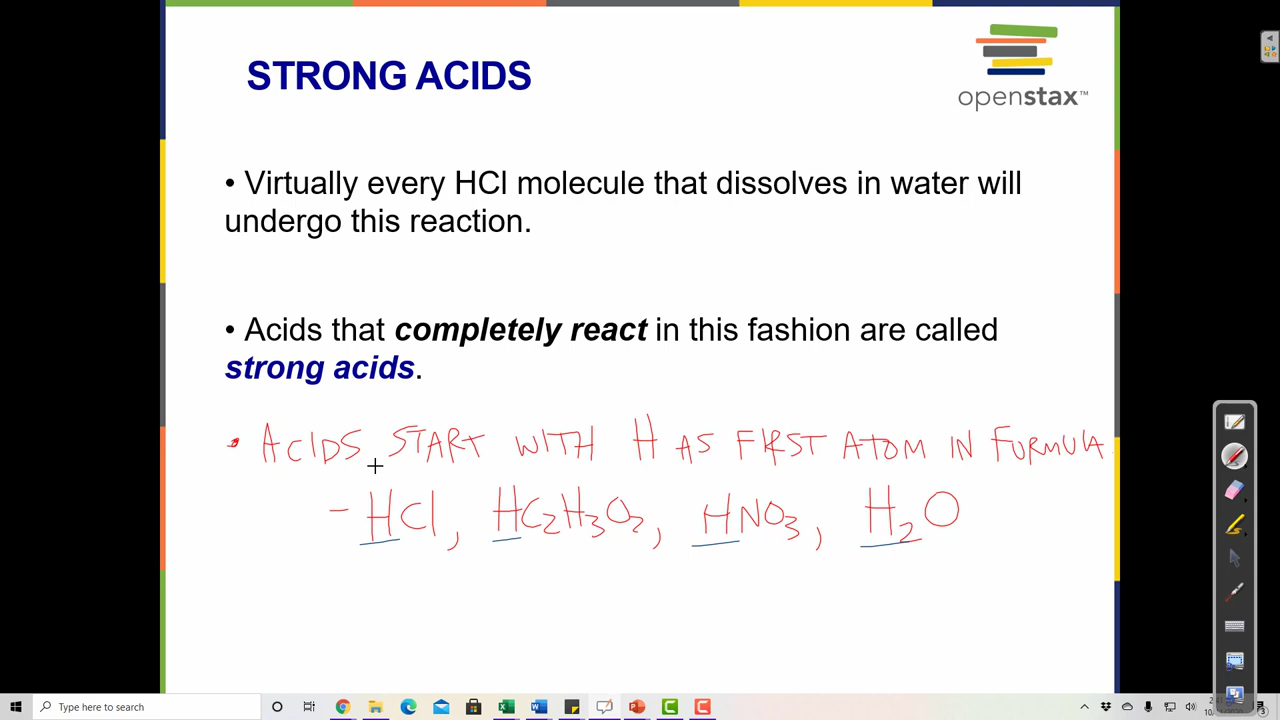 STRONG ACIDS
openstax™
• Virtually every HCl molecule that dissolves in water will
undergo this reaction.
• Acids that completely react in this fashion are called
strong acids.
• ACIDS START WITH H AS FIRST ATOM IN FORMULA.
- HCl, HC₂H₃O₂, HNO₃, H₂O
Type here to search